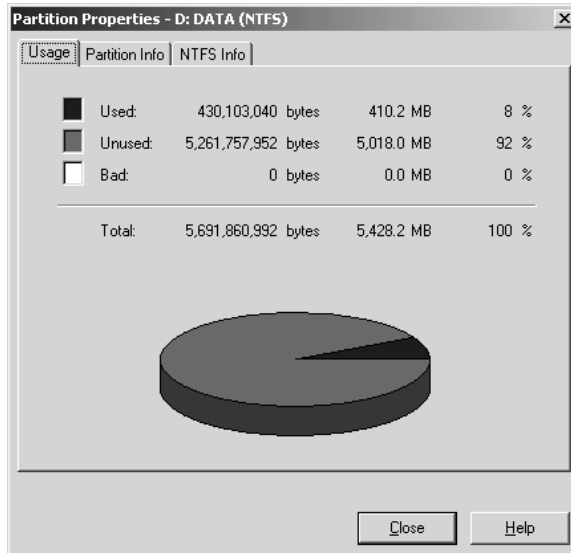 Partition Properties - D: DATA (NTFS)
Usage Partition Info NTFS Info
Used: 430,103,040 bytes 410.2 MB 8 %
Unused: 5,261,757,952 bytes 5,018.0 MB 92 %
Bad: 0 bytes 0.0 MB 0 %
Total: 5,691,860,992 bytes 5,428.2 MB 100 %
Close Help